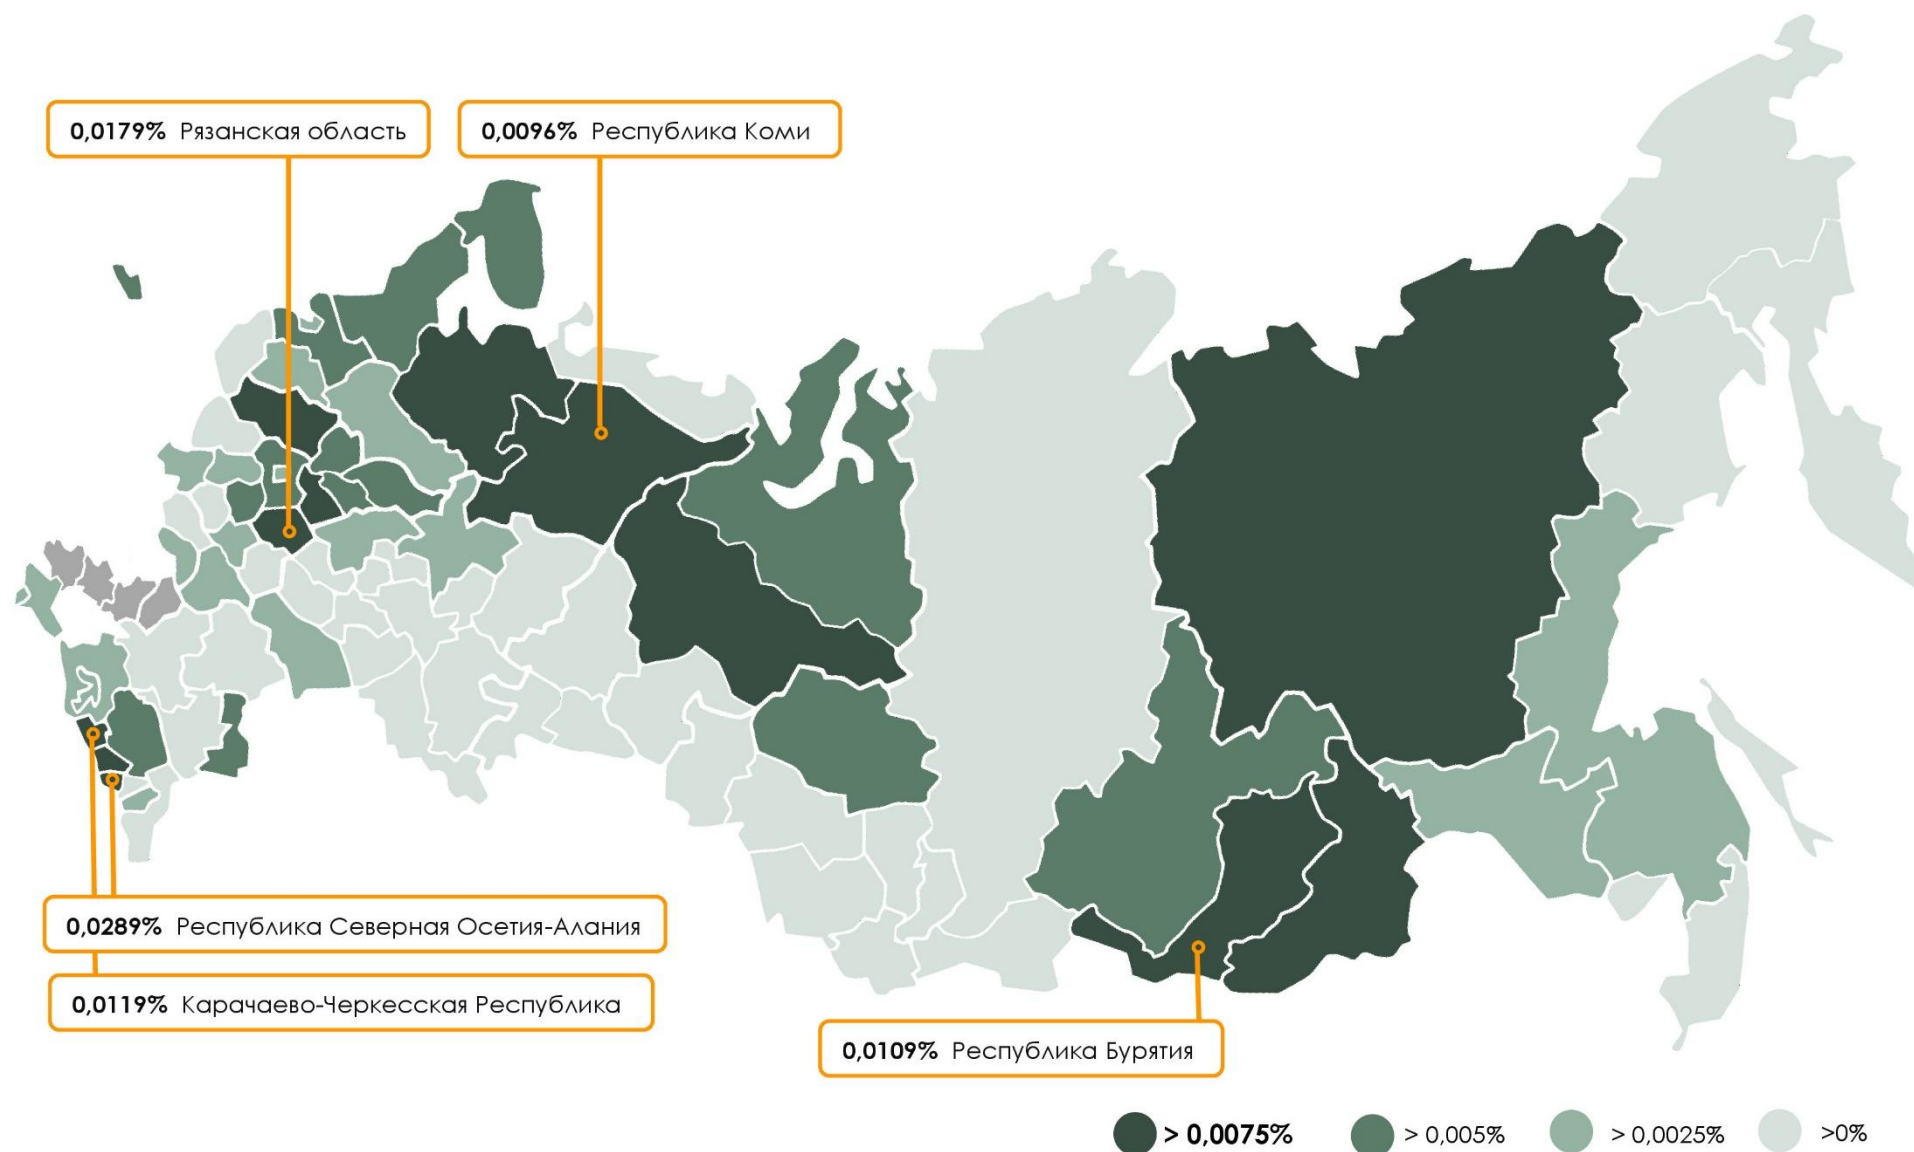 0,0179% Рязанская область
0,0096% Республика Коми
0,0289% Республика Северная Осетия-Алания
0,0119% Карачаево-Черкесская Республика
0,0109% Республика Бурятия
> 0,0075%
> 0,005%
> 0,0025%
>0%